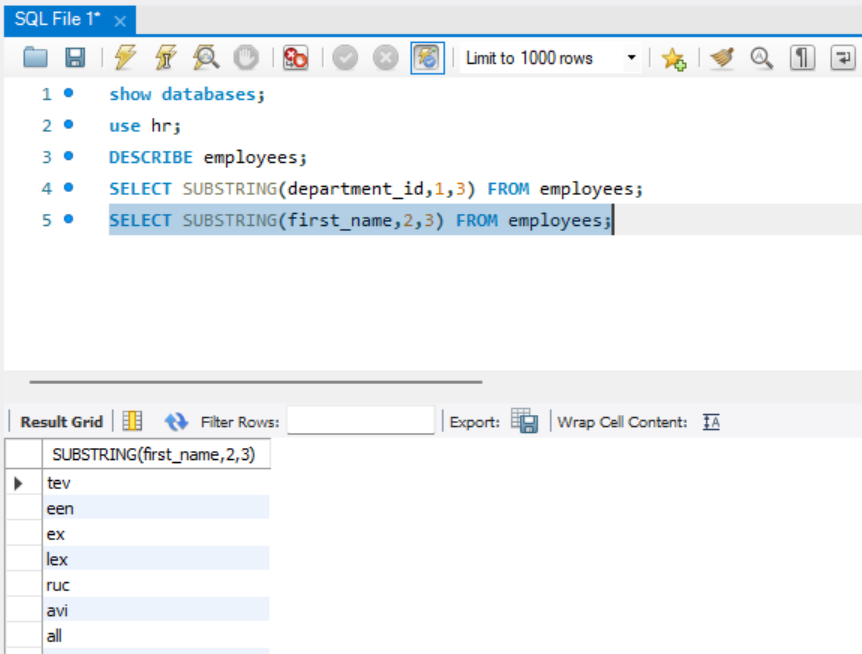 SQL File 1* ×
Limit to 1000 rows
1 show databases;
2 use hr;
3 DESCRIBE employees;
4 SELECT SUBSTRING(department_id,1,3) FROM employees;
5 SELECT SUBSTRING(first_name,2,3) FROM employees;
Result Grid Filter Rows: Export: Wrap Cell Content: IA
SUBSTRING(first_name,2,3)
tev
een
ex
lex
ruc
avi
all